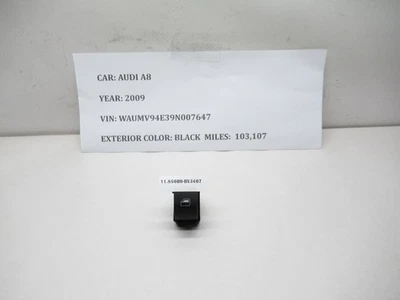 CAR: AUDI A8
YEAR: 2009
VIN: WAUMV94E39N007647
EXTERIOR COLOR: BLACK MILES: 103,107